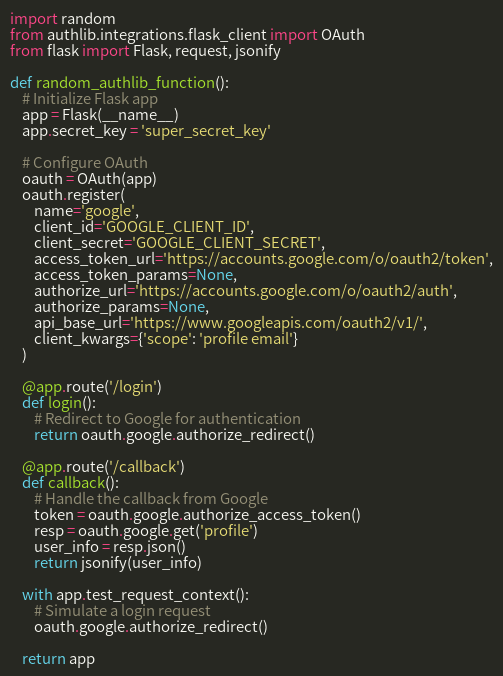 import random
from authlib.integrations.flask_client import OAuth
from flask import Flask, request, jsonify

def random_authlib_function():
    # Initialize Flask app
    app = Flask(__name__)
    app.secret_key = 'super_secret_key'

    # Configure OAuth
    oauth = OAuth(app)
    oauth.register(
        name='google',
        client_id='GOOGLE_CLIENT_ID',
        client_secret='GOOGLE_CLIENT_SECRET',
        access_token_url='https://accounts.google.com/o/oauth2/token',
        access_token_params=None,
        authorize_url='https://accounts.google.com/o/oauth2/auth',
        authorize_params=None,
        api_base_url='https://www.googleapis.com/oauth2/v1/',
        client_kwargs={'scope': 'profile email'}
    )

    @app.route('/login')
    def login():
        # Redirect to Google for authentication
        return oauth.google.authorize_redirect()

    @app.route('/callback')
    def callback():
        # Handle the callback from Google
        token = oauth.google.authorize_access_token()
        resp = oauth.google.get('profile')
        user_info = resp.json()
        return jsonify(user_info)

    with app.test_request_context():
        # Simulate a login request
        oauth.google.authorize_redirect()

    return app